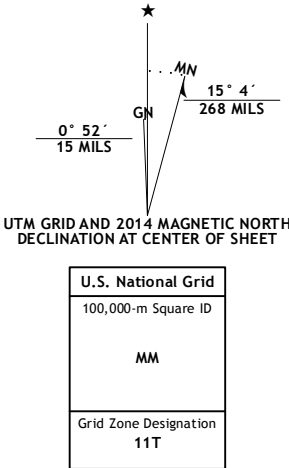 ★
MN
GN
15° 4´
268 MILS
0° 52´
15 MILS
UTM GRID AND 2014 MAGNETIC NORTH
DECLINATION AT CENTER OF SHEET
U.S. National Grid
100,000-m Square ID
MM
Grid Zone Designation
11T